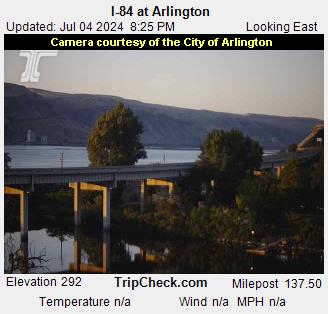 I-84 at Arlington
Updated: Jul 04 2024 8:25 PM Looking East
Camera courtesy of the City of Arlington
Elevation 292 TripCheck.com Milepost 137.50
Temperature n/a Wind n/a MPH n/a